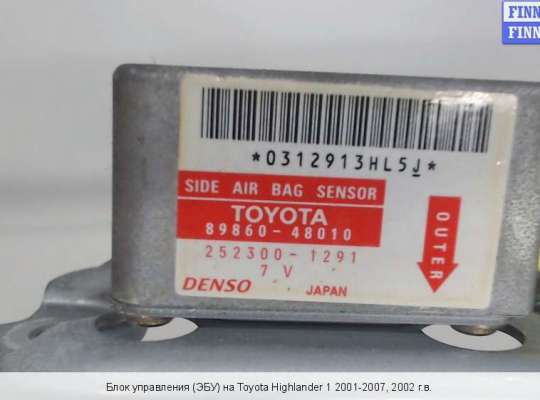 FINN
FINN
*0312913HL5J*
SIDE AIR BAG SENSOR
TOYOTA
89860-48010
252300-1291
7 V
DENSO
JAPAN
OUTER
Блок управления (ЭБУ) на Toyota Highlander 1 2001-2007, 2002 г.в.